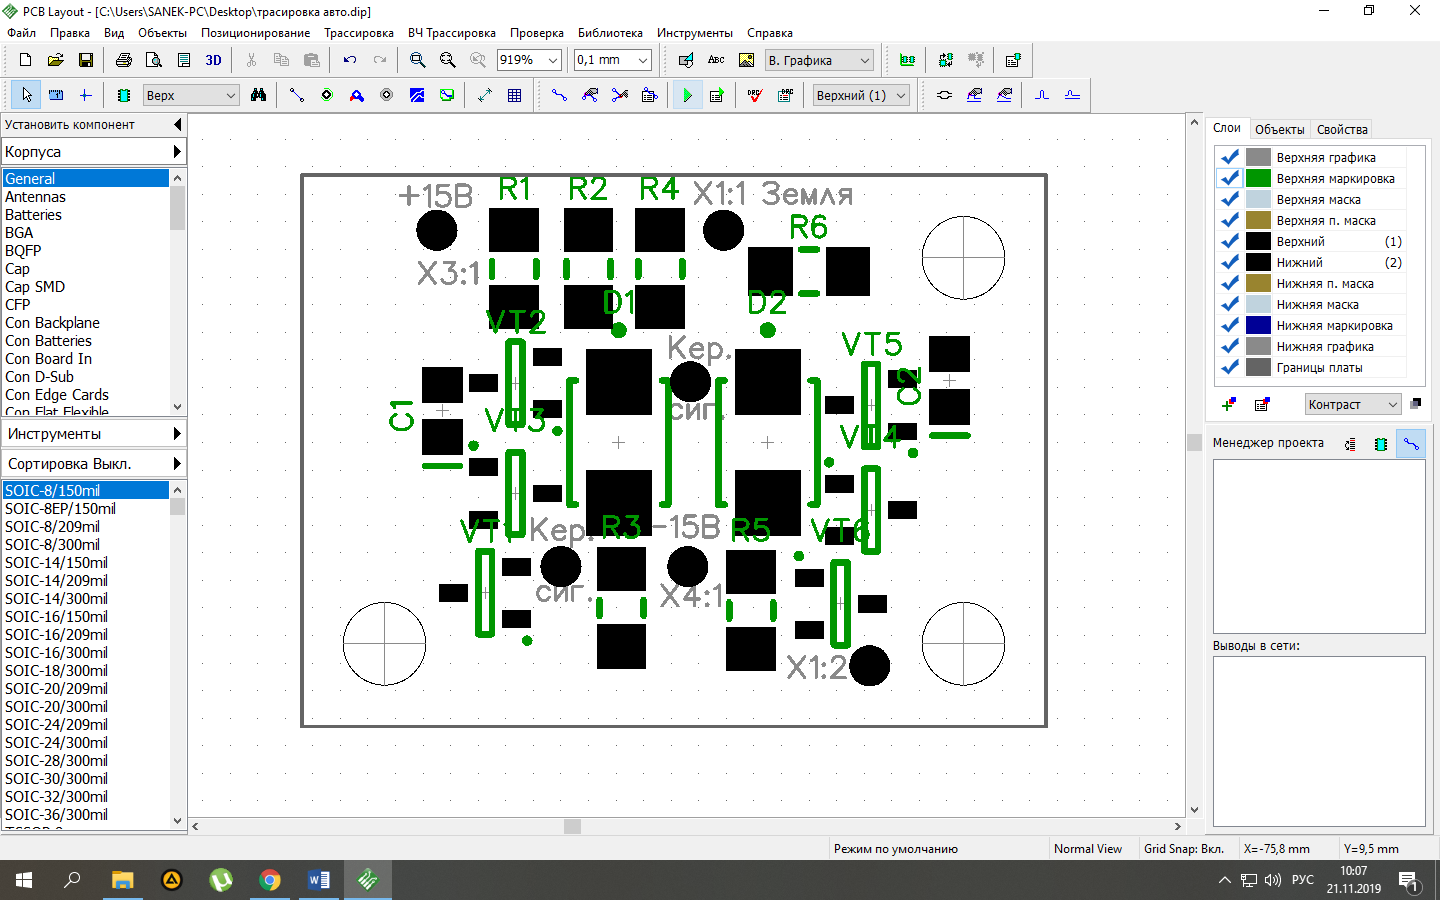 PCB Layout - [C:\Users\SANEK-PC\Desktop\трасировка авто.dip]
Файл Правка Вид Объекты Позиционирование Трассировка ВЧ Трассировка Проверка Библиотека Инструменты Справка
3D 919% 0,1 mm Abc В. Графика
Верх DRC DRC Верхний (1)
Установить компонент
Корпуса
General
Antennas
Batteries
BGA
BQFP
Cap
Cap SMD
CFP
Con Backplane
Con Batteries
Con Board In
Con D-Sub
Con Edge Cards
Con Flat Flexible
Инструменты
Сортировка Выкл.
SOIC-8/150mil
SOIC-8EP/150mil
SOIC-8/209mil
SOIC-8/300mil
SOIC-14/150mil
SOIC-14/209mil
SOIC-14/300mil
SOIC-16/150mil
SOIC-16/209mil
SOIC-16/300mil
SOIC-18/300mil
SOIC-20/209mil
SOIC-20/300mil
SOIC-24/209mil
SOIC-24/300mil
SOIC-28/300mil
SOIC-30/300mil
SOIC-32/300mil
SOIC-36/300mil
+15В R1 R2 R4 X1:1 Земля
R6
X3:1
D1 D2
VT2
Кер. VT5
C2
C1 VT3 сиг.
VT4
VT1 Кер. R3 -15В R5 VT6
сиг. X4:1
X1:2
Слои Объекты Свойства
Верхняя графика
Верхняя маркировка
Верхняя маска
Верхняя п. маска
Верхний (1)
Нижний (2)
Нижняя п. маска
Нижняя маска
Нижняя маркировка
Нижняя графика
Границы платы
Контраст
Менеджер проекта
Выводы в сети:
Режим по умолчанию Normal View Grid Snap: Вкл. X=-75,8 mm Y=9,5 mm
РУС 10:07
21.11.2019
1